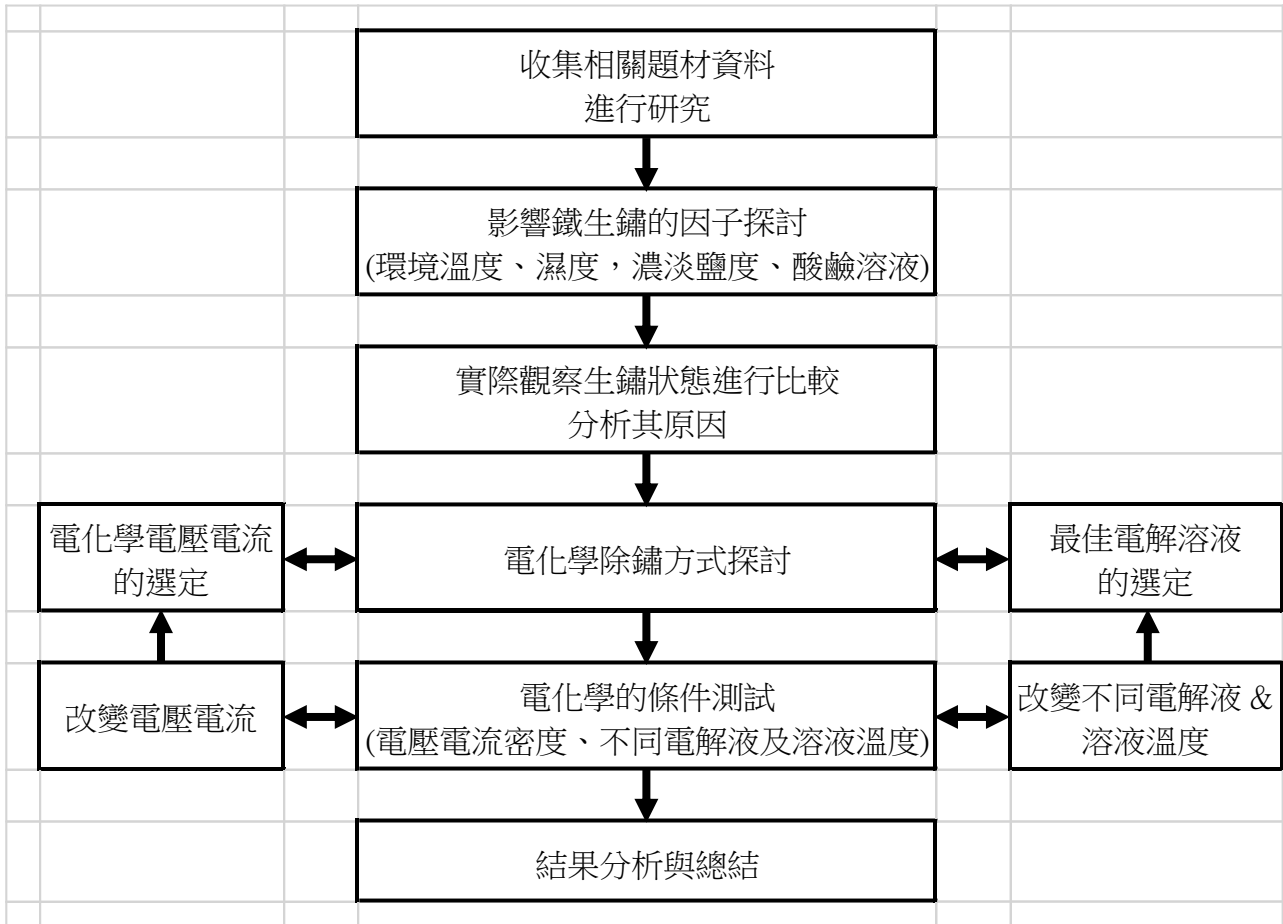 收集相關題材資料
進行研究
影響鐵生鏽的因子探討
(環境溫度、濕度，濃淡鹽度、酸鹼溶液)
實際觀察生鏽狀態進行比較
分析其原因
電化學電壓電流
的選定
電化學除鏽方式探討
最佳電解溶液
的選定
改變電壓電流
電化學的條件測試
(電壓電流密度、不同電解液及溶液溫度)
改變不同電解液&
溶液溫度
結果分析與總結